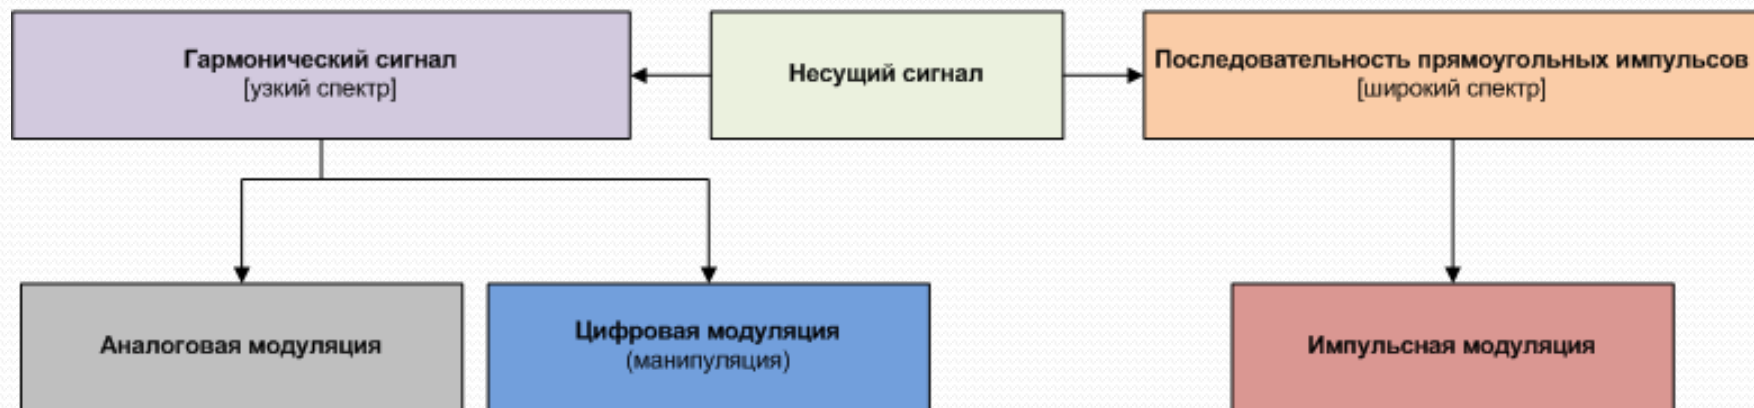 Гармонический сигнал
[узкий спектр]
Несущий сигнал
Последовательность прямоугольных импульсов
[широкий спектр]
Аналоговая модуляция
Цифровая модуляция
(манипуляция)
Импульсная модуляция